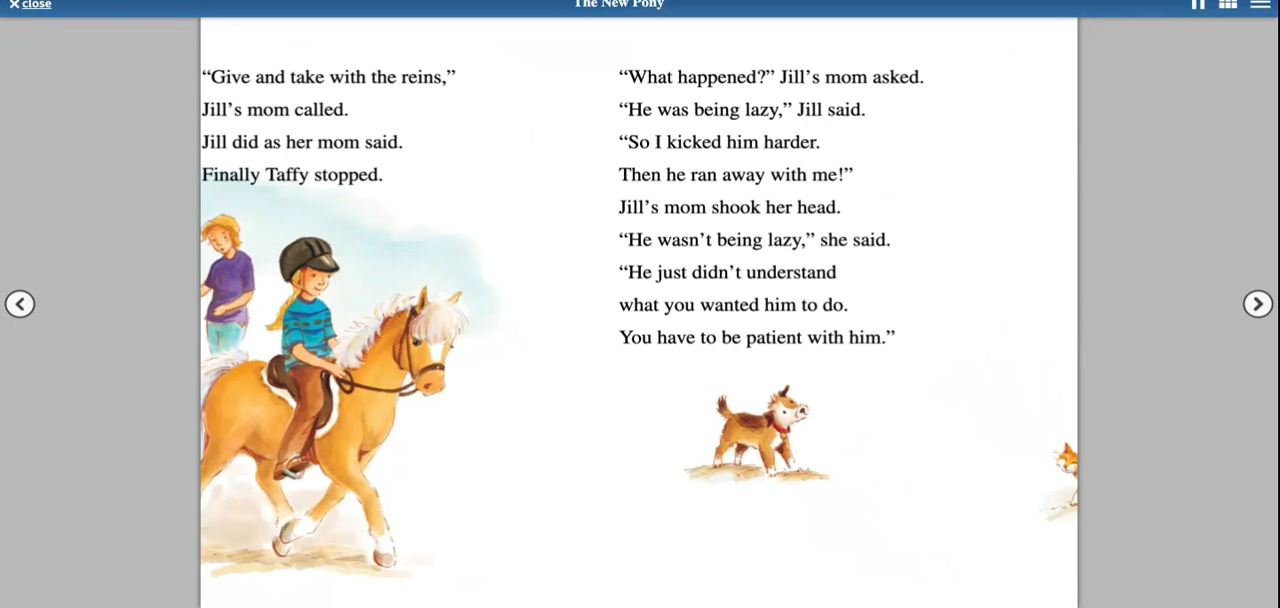 close
The New Pony
“Give and take with the reins,”
Jill’s mom called.
Jill did as her mom said.
Finally Taffy stopped.
“What happened?” Jill’s mom asked.
“He was being lazy,” Jill said.
“So I kicked him harder.
Then he ran away with me!”
Jill’s mom shook her head.
“He wasn’t being lazy,” she said.
“He just didn’t understand
what you wanted him to do.
You have to be patient with him.”